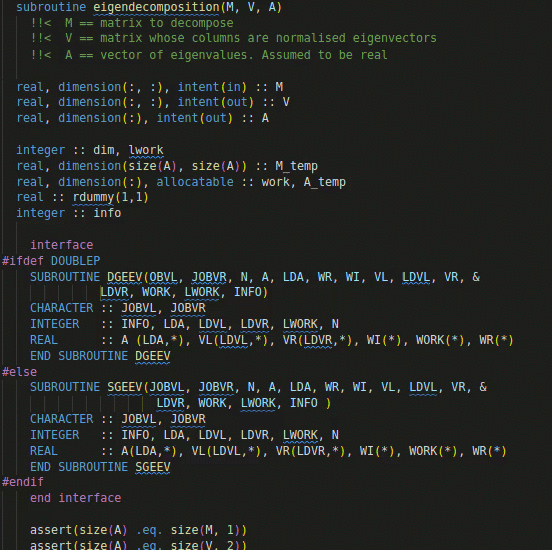 subroutine eigendecomposition(M, V, A)
!!< M == matrix to decompose
!!< V == matrix whose columns are normalised eigenvectors
!!< A == vector of eigenvalues. Assumed to be real
real, dimension(:, :), intent(in) :: M
real, dimension(:, :), intent(out) :: V
real, dimension(:), intent(out) :: A
integer :: dim, lwork
real, dimension(size(A), size(A)) :: M_temp
real, dimension(:), allocatable :: work, A_temp
real :: rdummy(1,1)
integer :: info
interface
#ifdef DOUBLEP
SUBROUTINE DGEEV(OBVL, JOBVR, N, A, LDA, WR, WI, VL, LDVL, VR, &
LDVR, WORK, LWORK, INFO)
CHARACTER :: JOBVL, JOBVR
INTEGER :: INFO, LDA, LDVL, LDVR, LWORK, N
REAL :: A (LDA,*), VL(LDVL,*), VR(LDVR,*), WI(*), WORK(*), WR(*)
END SUBROUTINE DGEEV
#else
SUBROUTINE SGEEV(JOBVL, JOBVR, N, A, LDA, WR, WI, VL, LDVL, VR, &
LDVR, WORK, LWORK, INFO )
CHARACTER :: JOBVL, JOBVR
INTEGER :: INFO, LDA, LDVL, LDVR, LWORK, N
REAL :: A(LDA,*), VL(LDVL,*), VR(LDVR,*), WI(*), WORK(*), WR(*)
END SUBROUTINE SGEEV
#endif
end interface
assert(size(A) .eq. size(M, 1))
assert(size(A) .eq. size(V, 2))